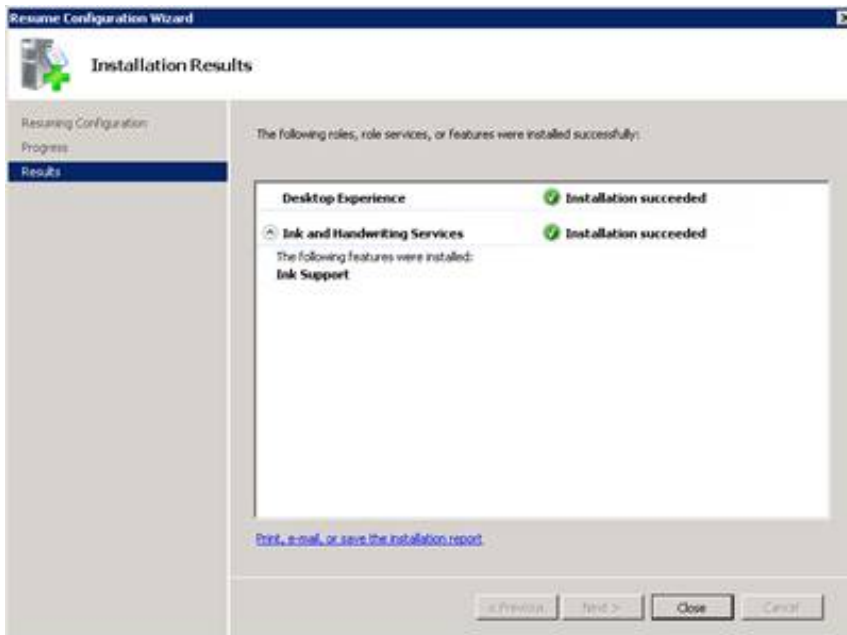 Resume Configuration Wizard
Installation Results
Resuming Configuration
Progress
Results
The following roles, role services, or features were installed successfully:
Desktop Experience Installation succeeded
Ink and Handwriting Services Installation succeeded
The following features were installed:
Ink Support
Print, e-mail, or save the installation report
< Previous Next > Close Cancel